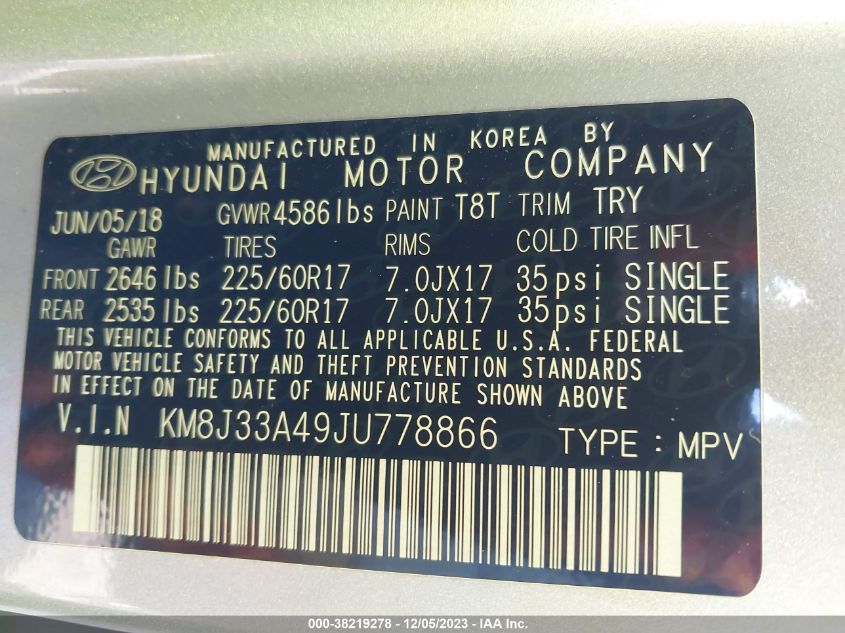 MANUFACTURED IN KOREA BY
HYUNDAI MOTOR COMPANY
JUN/05/18 GVWR 4586 lbs PAINT T8T TRIM TRY
GAWR TIRES RIMS COLD TIRE INFL
FRONT 2646 lbs 225/60R17 7.0JX17 35psi SINGLE
REAR 2535 lbs 225/60R17 7.0JX17 35psi SINGLE
THIS VEHICLE CONFORMS TO ALL APPLICABLE U.S.A. FEDERAL
MOTOR VEHICLE SAFETY AND THEFT PREVENTION STANDARDS
IN EFFECT ON THE DATE OF MANUFACTURE SHOWN ABOVE
V.I.N KM8J33A49JU778866 TYPE : MPV
000-38219278 - 12/05/2023 - IAA Inc.